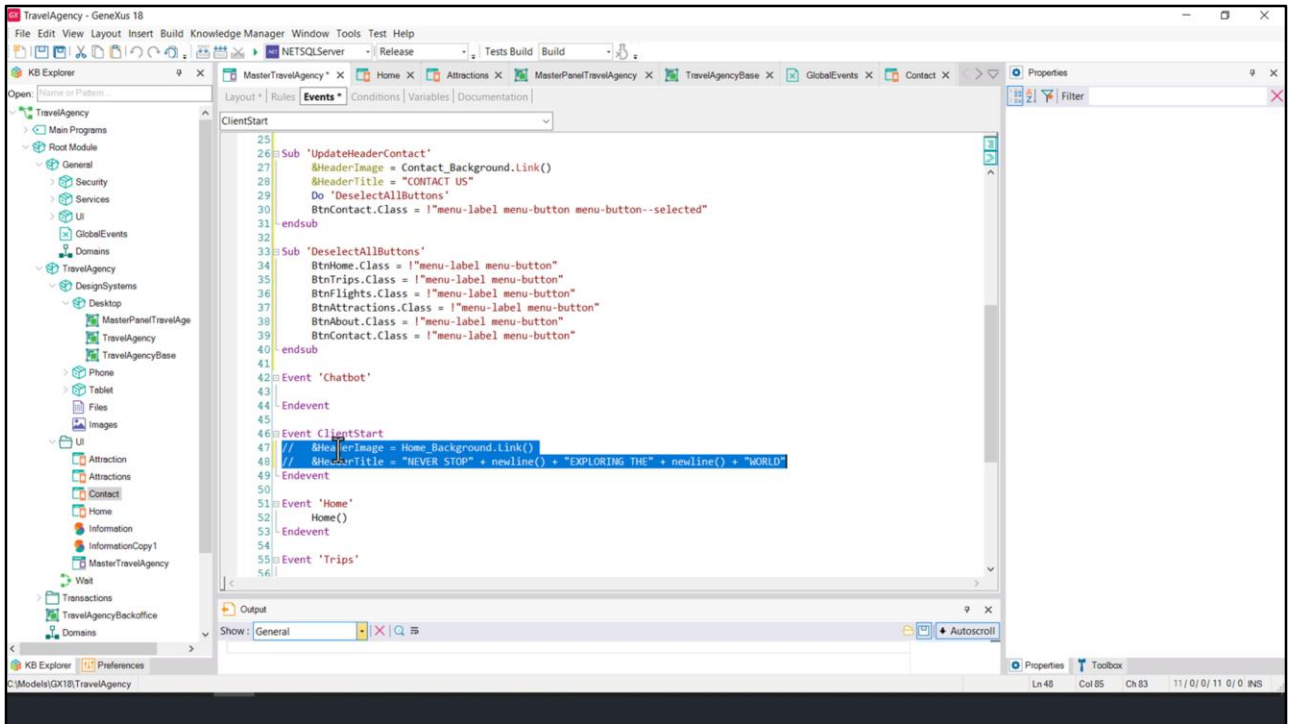 TravelAgency - GeneXus 18
File Edit View Layout Insert Build Knowledge Manager Window Tools Test Help
NETSQLServer Release Tests Build Build
KB Explorer
Open: Name or Pattern...
TravelAgency
Main Programs
Root Module
General
Security
Services
UI
GlobalEvents
Domains
TravelAgency
DesignSystems
Desktop
MasterPanelTravelAge
TravelAgency
TravelAgencyBase
Phone
Tablet
Files
Images
UI
Attraction
Attractions
Contact
Home
Information
InformationCopy1
MasterTravelAgency
Wait
Transactions
TravelAgencyBackoffice
Domains
KB Explorer Preferences
MasterTravelAgency * X Home X Attractions X MasterPanelTravelAgency X TravelAgencyBase X GlobalEvents X Contact X
Layout * | Rules | Events * | Conditions | Variables | Documentation |
ClientStart
25
26 Sub 'UpdateHeaderContact'
27 &HeaderImage = Contact_Background.Link()
28 &HeaderTitle = "CONTACT US"
29 Do 'DeselectAllButtons'
30 BtnContact.Class = !"menu-label menu-button menu-button--selected"
31 endsub
32
33 Sub 'DeselectAllButtons'
34 BtnHome.Class = !"menu-label menu-button"
35 BtnTrips.Class = !"menu-label menu-button"
36 BtnFlights.Class = !"menu-label menu-button"
37 BtnAttractions.Class = !"menu-label menu-button"
38 BtnAbout.Class = !"menu-label menu-button"
39 BtnContact.Class = !"menu-label menu-button"
40 endsub
41
42 Event 'Chatbot'
43
44 Endevent
45
46 Event ClientStart
47 // &HeaderImage = Home_Background.Link()
48 // &HeaderTitle = "NEVER STOP" + newline() + "EXPLORING THE" + newline() + "WORLD"
49 Endevent
50
51 Event 'Home'
52 Home()
53 Endevent
54
55 Event 'Trips'
56
Output
Show: General
Autoscroll
Properties
Filter
Properties Toolbox
C:\Models\GX18\TravelAgency
Ln 48 Col 85 Ch 83 11/0/0/11 0/0 INS